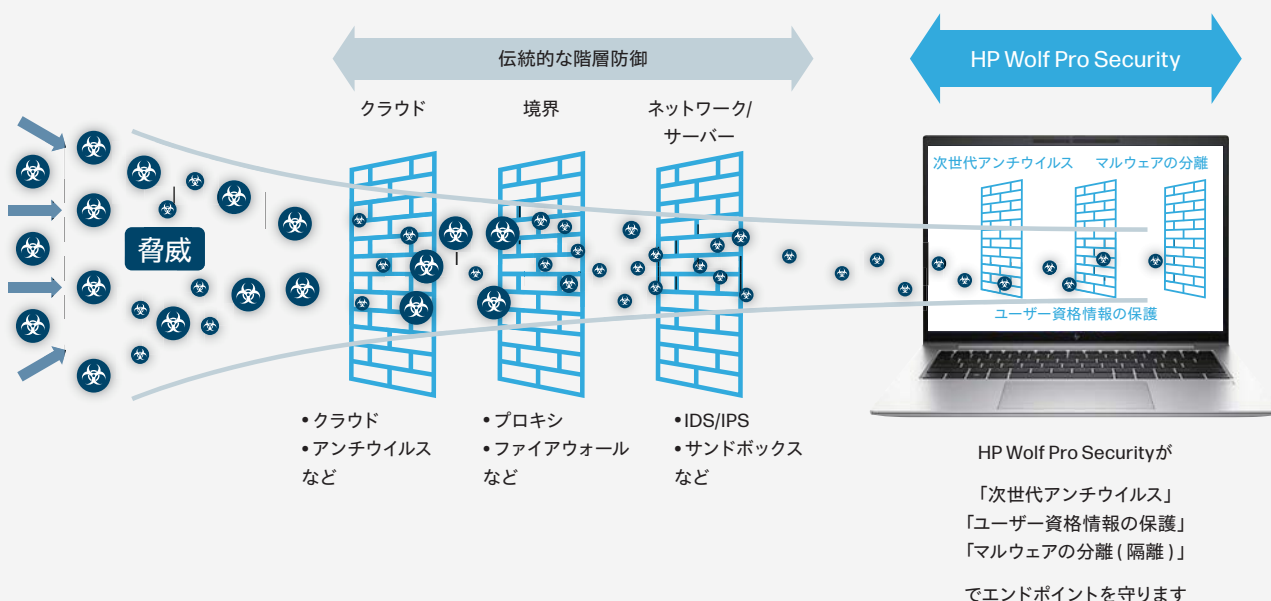 伝統的な階層防御
HP Wolf Pro Security
クラウド
境界
ネットワーク/
サーバー
脅威
次世代アンチウイルス
マルウェアの分離
ユーザー資格情報の保護
•クラウド
•アンチウイルス
など
•プロキシ
•ファイアウォール
など
•IDS/IPS
•サンドボックス
など
HP Wolf Pro Securityが
「次世代アンチウイルス」
「ユーザー資格情報の保護」
「マルウェアの分離 ( 隔離 ) 」
でエンドポイントを守ります